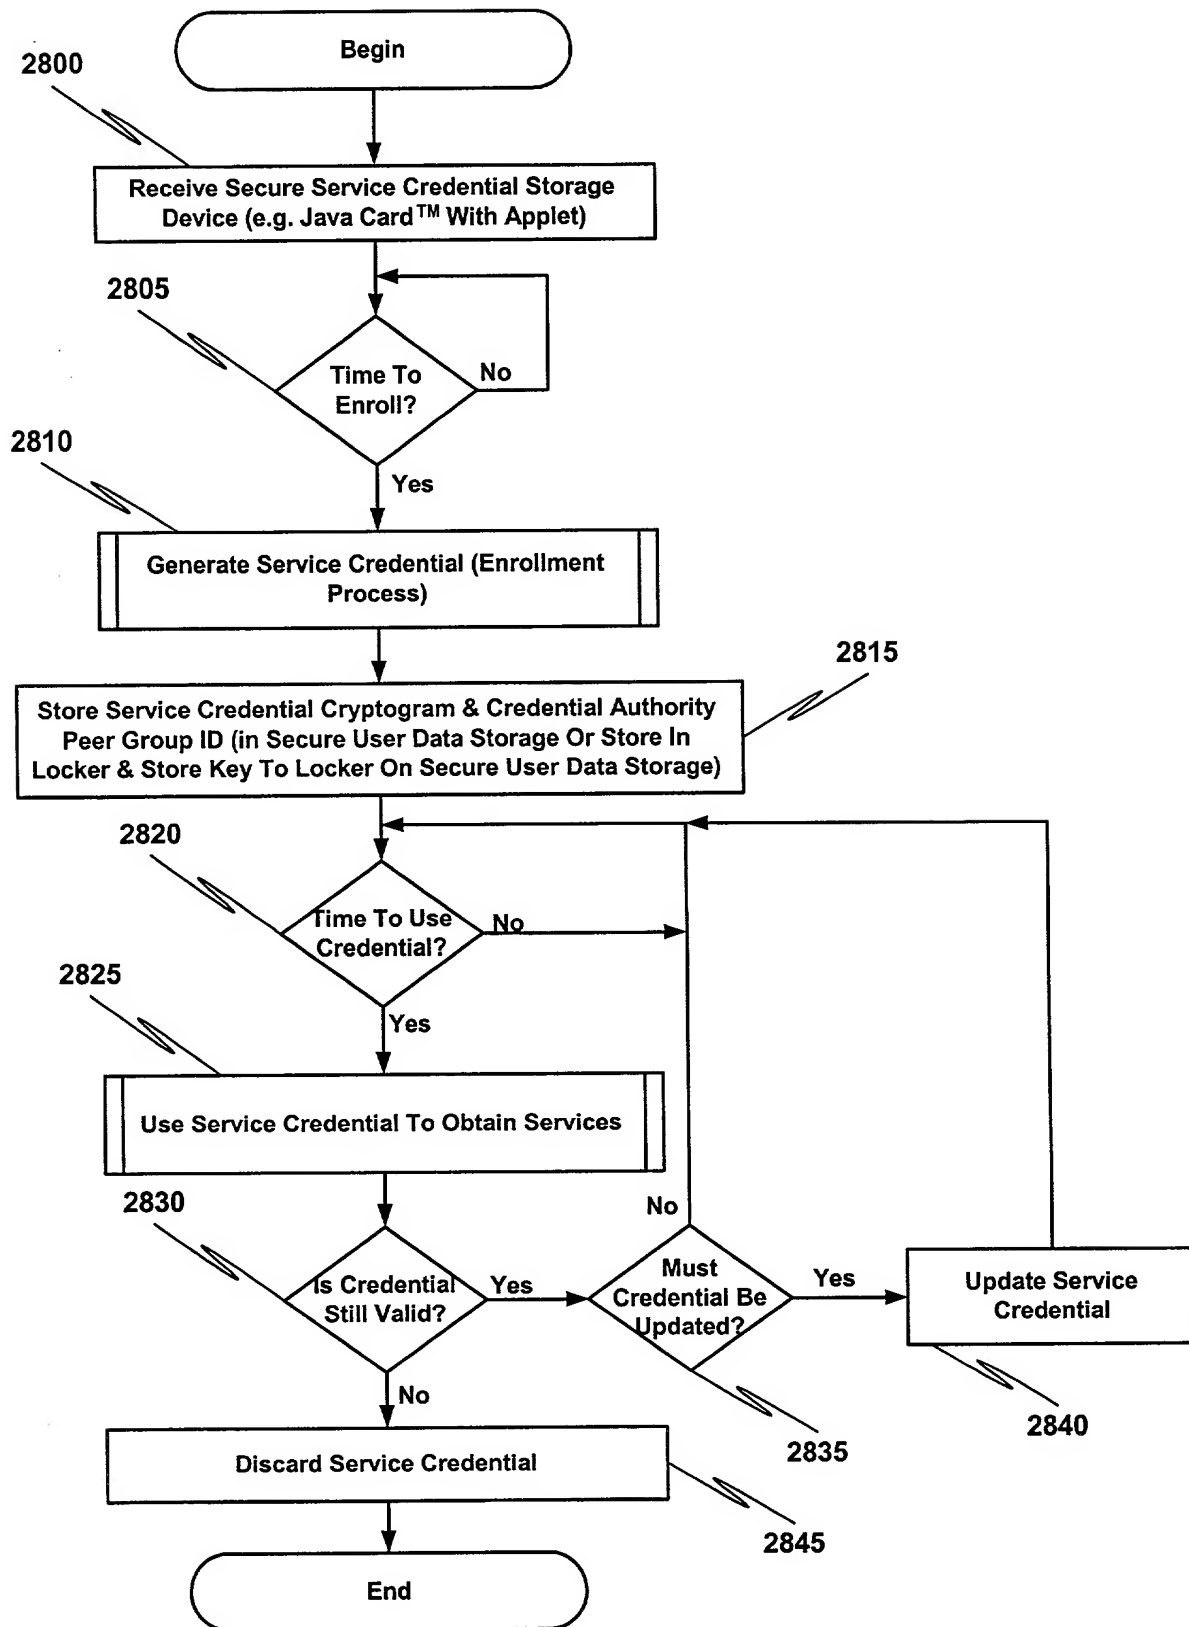 Begin
2800
Receive Secure Service Credential Storage
Device (e.g. Java Card™ With Applet)
2805
Time To
Enroll?
No
2810
Yes
Generate Service Credential (Enrollment
Process)
2815
Store Service Credential Cryptogram & Credential Authority
Peer Group ID (in Secure User Data Storage Or Store In
Locker & Store Key To Locker On Secure User Data Storage)
2820
Time To Use
Credential?
No
2825
Yes
Use Service Credential To Obtain Services
2830
No
Is Credential
Still Valid?
Yes
Must
Credential Be
Updated?
Yes
Update Service
Credential
No
2840
2835
Discard Service Credential
2845
End